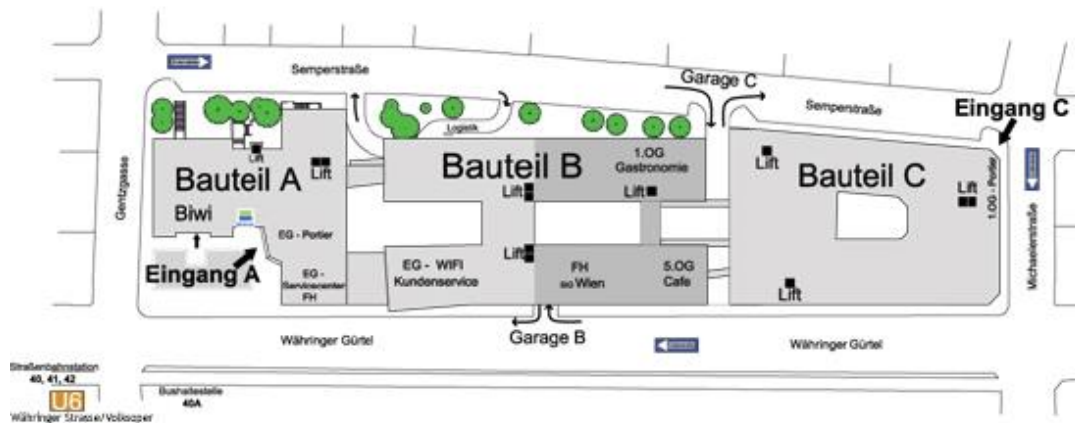 Semperstraße
Garage C
Semperstraße
Eingang C
Logistik
Lift
Lift
Bauteil A
Bauteil B
1.OG
Gastronomie
Lift
Lift
Lift
Bauteil C
Lift
1.OG - Portier
Gentzgasse
Michaelerstraße
Biwi
EG - Portier
Eingang A
EG -
Servicecenter
FH
EG - WIFI
Kundenservice
Lift
FH
Wien
5.OG
Cafe
Lift
Währinger Gürtel
Garage B
Währinger Gürtel
Straßenbahnstation
40, 41, 42
U6
Währinger Strasse/Volksoper
Bushaltestelle
40A